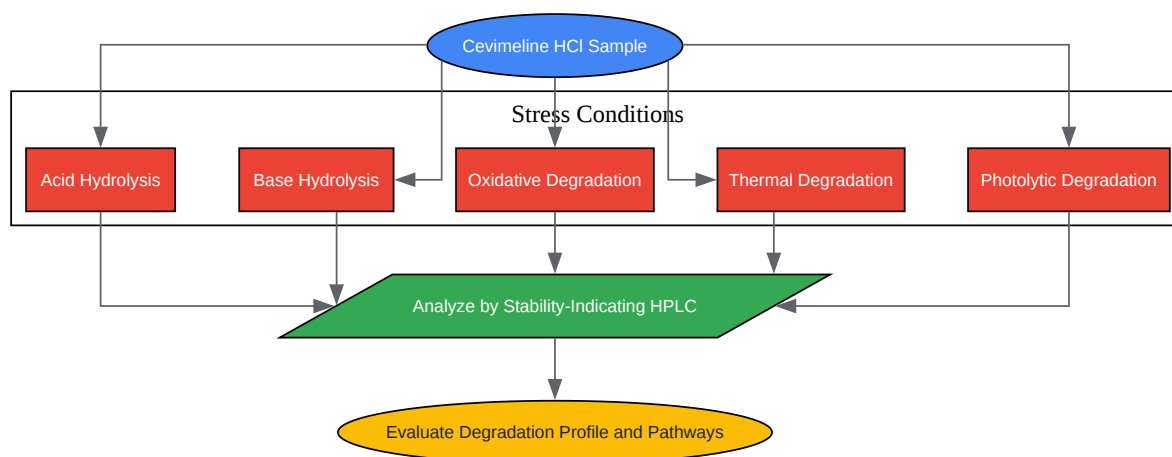 Cevimeline HCl Sample
Stress Conditions
Acid Hydrolysis
Base Hydrolysis
Oxidative Degradation
Thermal Degradation
Photolytic Degradation
Analyze by Stability-Indicating HPLC
Evaluate Degradation Profile and Pathways